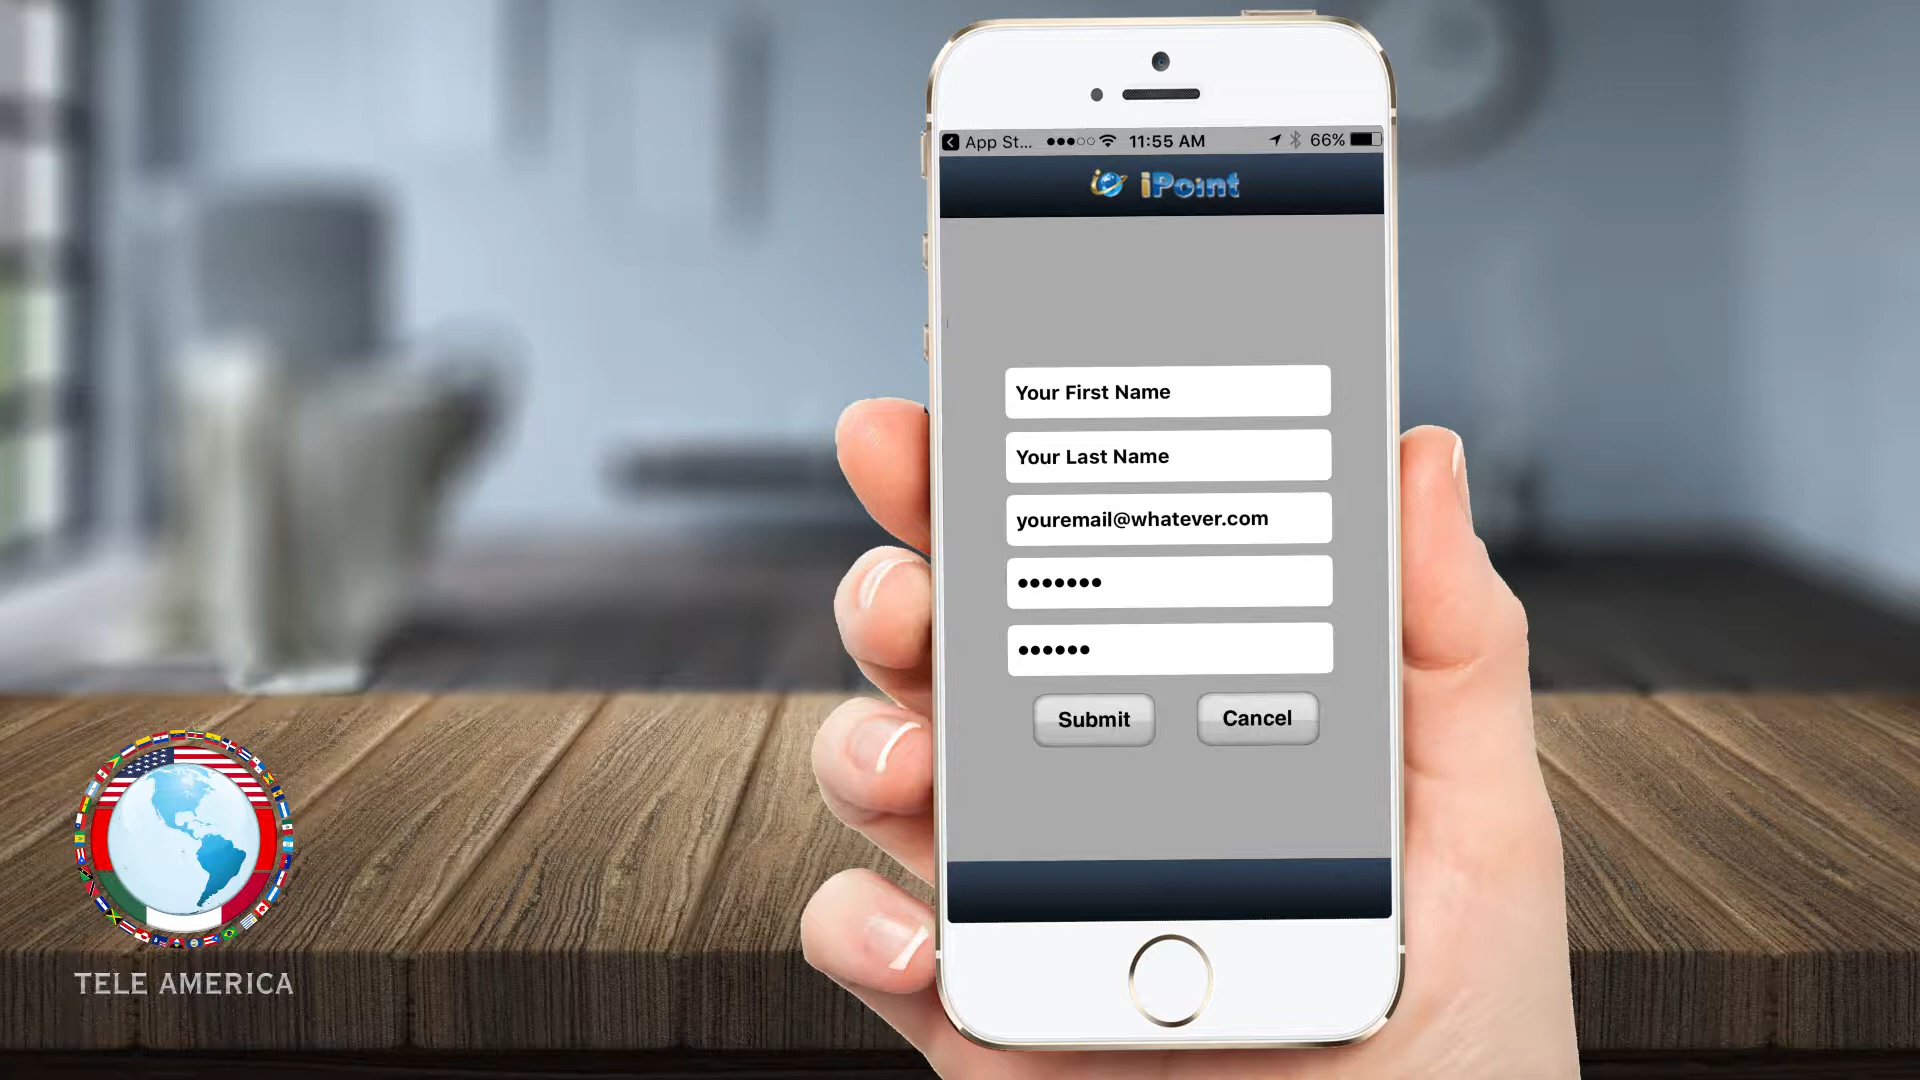 App St...
11:55 AM
66%
iPoint
Your First Name
Your Last Name
youremail@whatever.com
•••••••
••••••
Submit
Cancel
TELE AMERICA